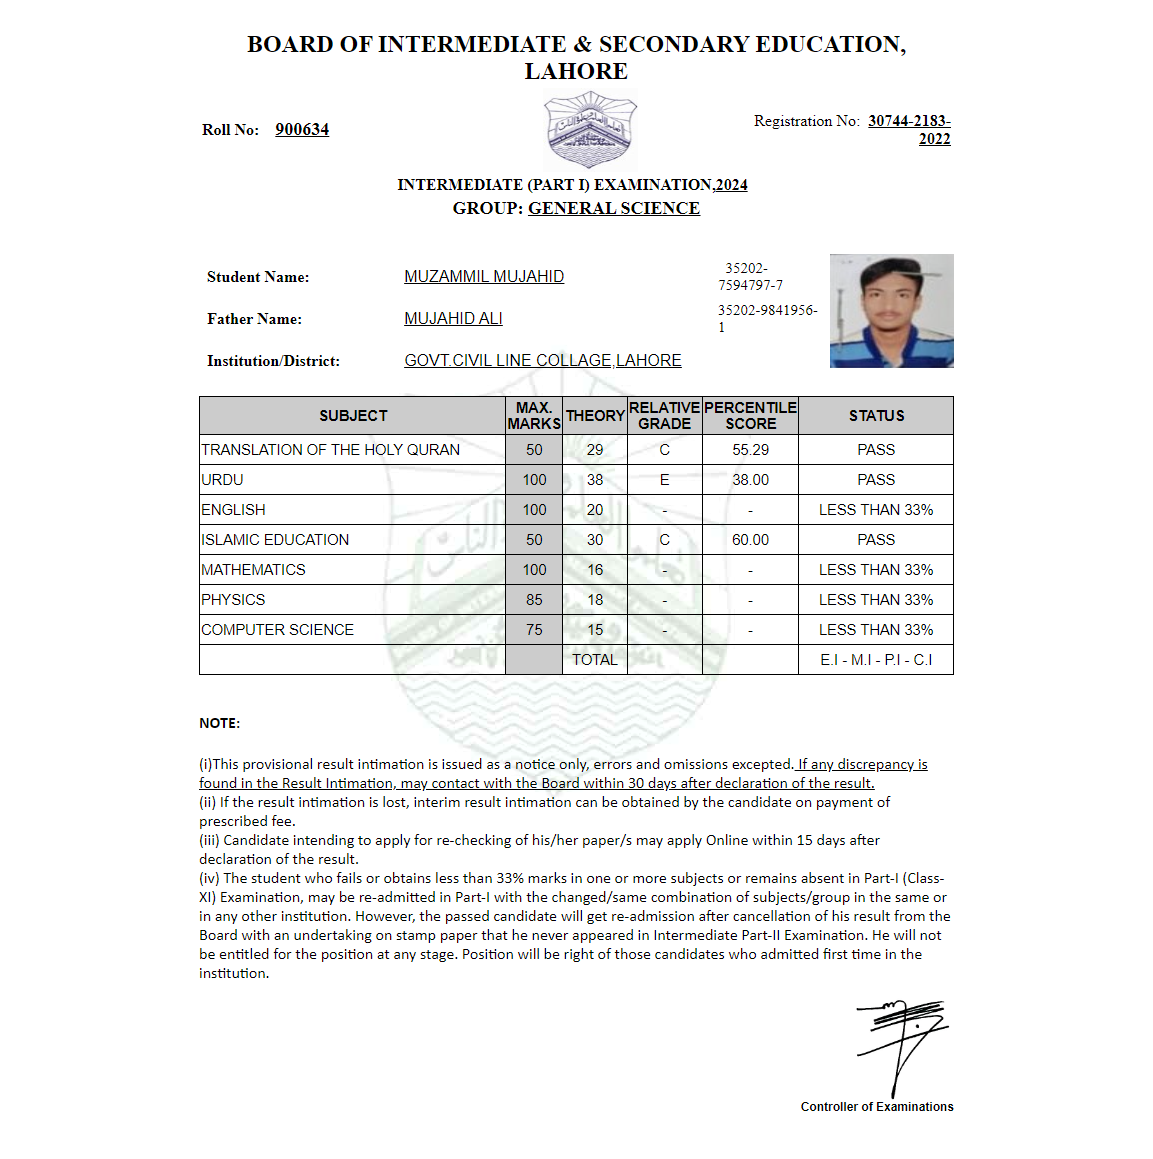 BOARD OF INTERMEDIATE & SECONDARY EDUCATION,
LAHORE
Roll No: 900634
Registration No: 30744-2183-
2022
INTERMEDIATE (PART I) EXAMINATION,2024
GROUP: GENERAL SCIENCE
Student Name: MUZAMMIL MUJAHID 35202-
7594797-7
Father Name: MUJAHID ALI 35202-9841956-
1
Institution/District: GOVT.CIVIL LINE COLLAGE,LAHORE
SUBJECT MAX. MARKS THEORY RELATIVE GRADE PERCENTILE SCORE STATUS
TRANSLATION OF THE HOLY QURAN 50 29 C 55.29 PASS
URDU 100 38 E 38.00 PASS
ENGLISH 100 20 - - LESS THAN 33%
ISLAMIC EDUCATION 50 30 C 60.00 PASS
MATHEMATICS 100 16 - - LESS THAN 33%
PHYSICS 85 18 - - LESS THAN 33%
COMPUTER SCIENCE 75 15 - - LESS THAN 33%
TOTAL E.I - M.I - P.I - C.I
NOTE:
(i)This provisional result intimation is issued as a notice only, errors and omissions excepted. If any discrepancy is
found in the Result Intimation, may contact with the Board within 30 days after declaration of the result.
(ii) If the result intimation is lost, interim result intimation can be obtained by the candidate on payment of
prescribed fee.
(iii) Candidate intending to apply for re-checking of his/her paper/s may apply Online within 15 days after
declaration of the result.
(iv) The student who fails or obtains less than 33% marks in one or more subjects or remains absent in Part-I (Class-
XI) Examination, may be re-admitted in Part-I with the changed/same combination of subjects/group in the same or
in any other institution. However, the passed candidate will get re-admission after cancellation of his result from the
Board with an undertaking on stamp paper that he never appeared in Intermediate Part-II Examination. He will not
be entitled for the position at any stage. Position will be right of those candidates who admitted first time in the
institution.
Controller of Examinations